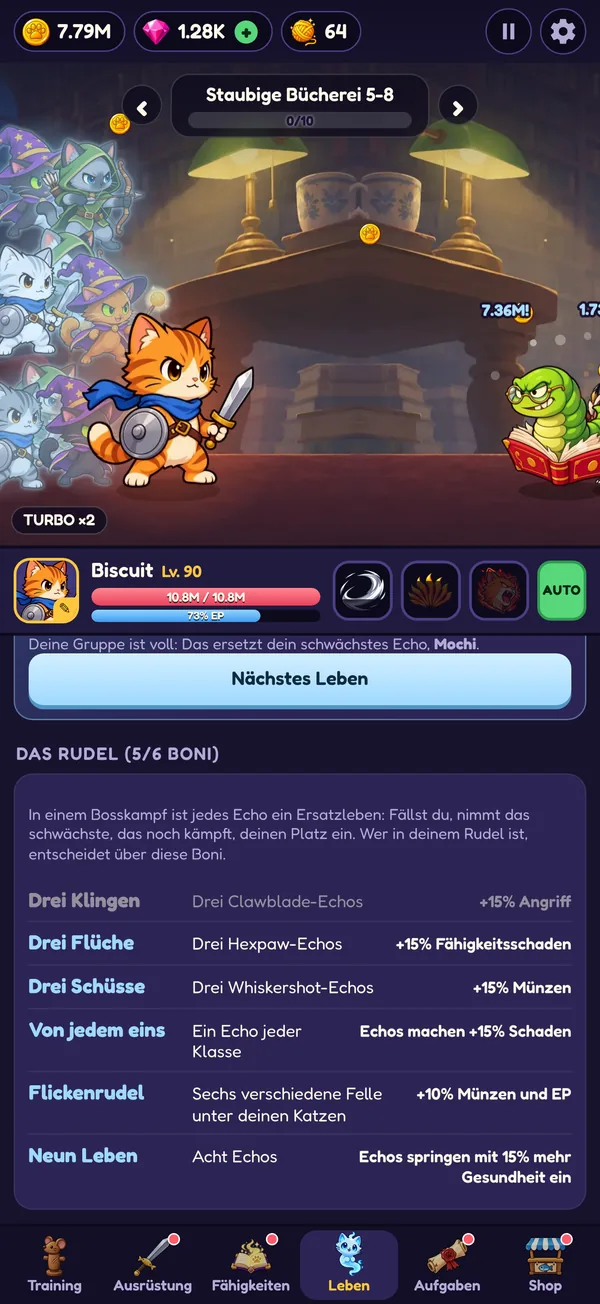 7.79M
1.28K
64
Staubige Bücherei 5-8
0/10
7.36M!
TURBO ×2
Biscuit Lv. 90
10.8M / 10.8M
73% EP
AUTO
Deine Gruppe ist voll: Das ersetzt dein schwächstes Echo, Mochi.
Nächstes Leben
DAS RUDEL (5/6 BONI)
In einem Bosskampf ist jedes Echo ein Ersatzleben: Fällst du, nimmt das
schwächste, das noch kämpft, deinen Platz ein. Wer in deinem Rudel ist,
entscheidet über diese Boni.
Drei Klingen Drei Clawblade-Echos +15% Angriff
Drei Flüche Drei Hexpaw-Echos +15% Fähigkeitsschaden
Drei Schüsse Drei Whiskershot-Echos +15% Münzen
Von jedem eins Ein Echo jeder Echos machen +15% Schaden
Klasse
Flickenrudel Sechs verschiedene Felle +10% Münzen und EP
unter deinen Katzen
Neun Leben Acht Echos Echos springen mit 15% mehr
Gesundheit ein
Training Ausrüstung Fähigkeiten Leben Aufgaben Shop